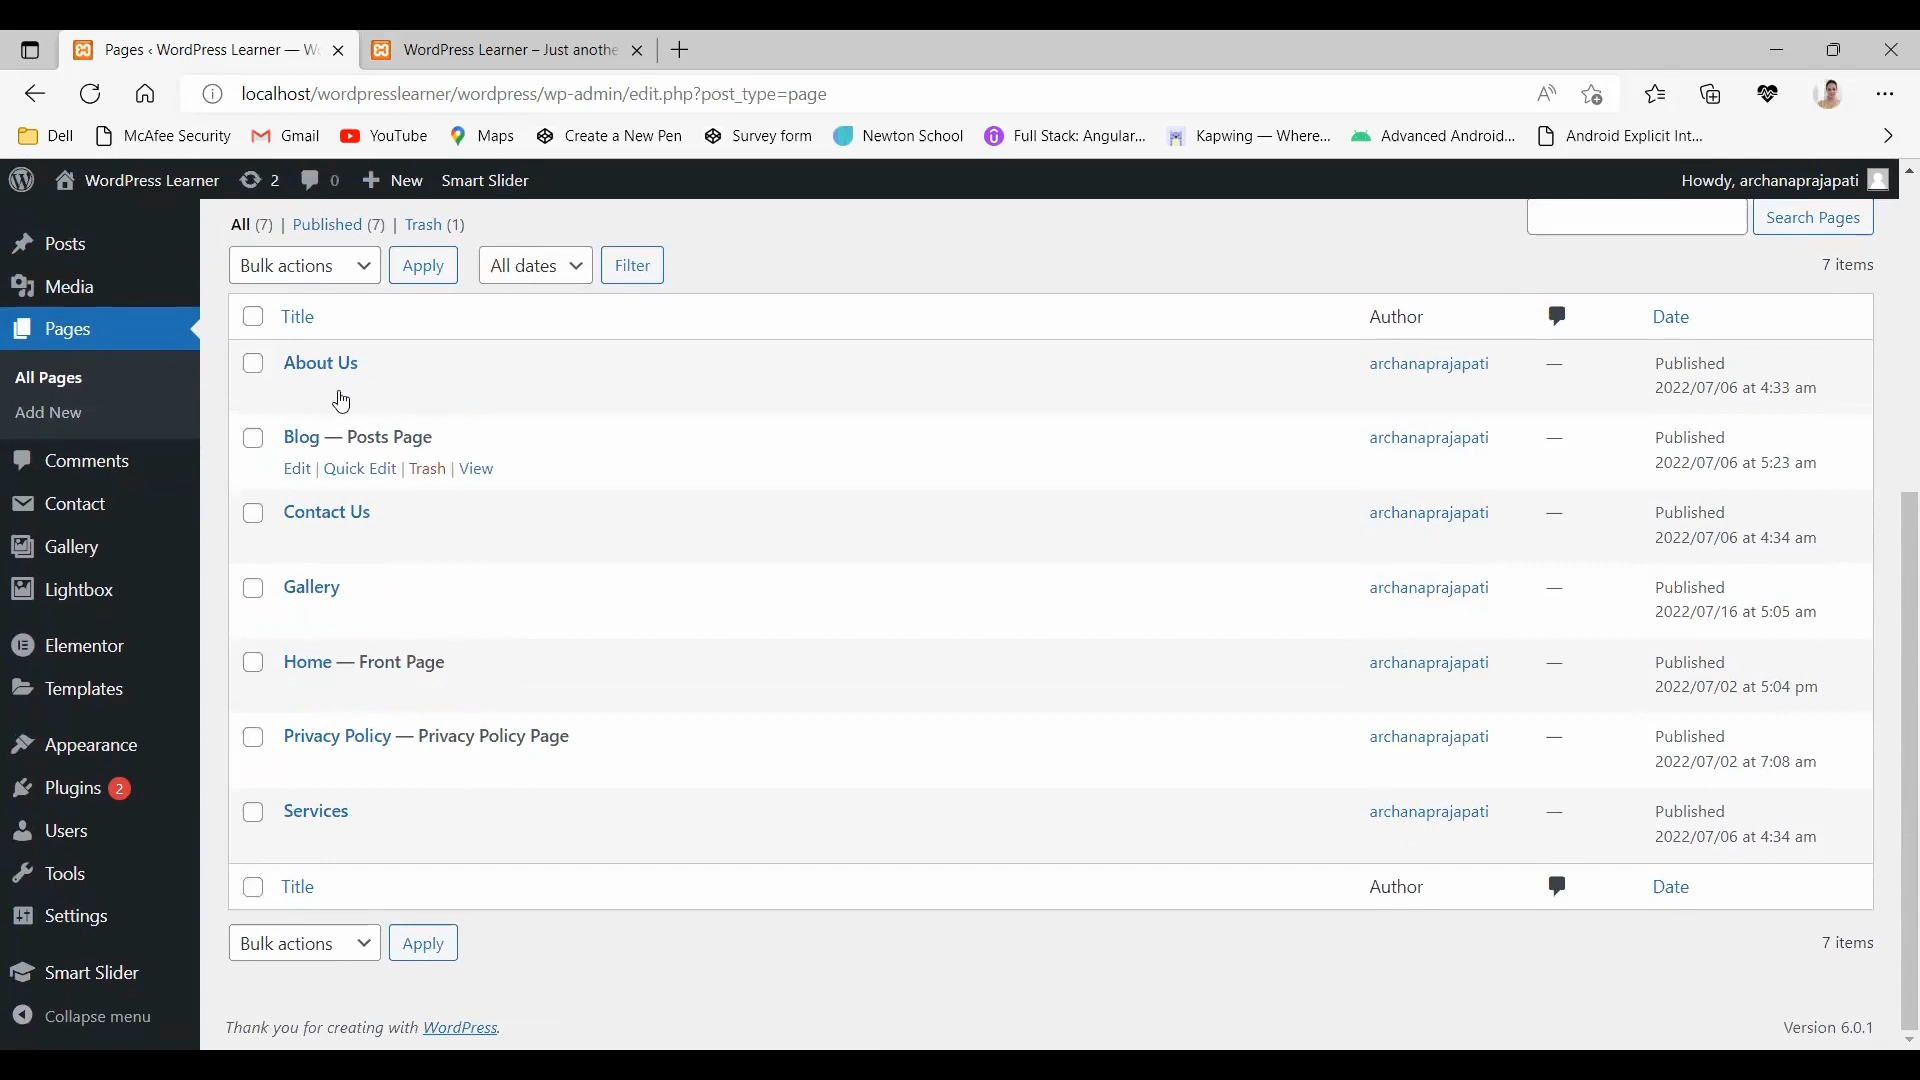 Pages ‹ WordPress Learner — W
WordPress Learner – Just anothe
localhost/wordpresslearner/wordpress/wp-admin/edit.php?post_type=page
Dell McAfee Security Gmail YouTube Maps Create a New Pen Survey form Newton School Full Stack: Angular... Kapwing — Where... Advanced Android... Android Explicit Int...
WordPress Learner 2 0 New Smart Slider Howdy, archanaprajapati
Posts
Media
Pages
All Pages
Add New
Comments
Contact
Gallery
Lightbox
Elementor
Templates
Appearance
Plugins 2
Users
Tools
Settings
Smart Slider
Collapse menu
All (7) | Published (7) | Trash (1)
Search Pages
Bulk actions Apply All dates Filter 7 items
Title Author Date
About Us archanaprajapati — Published
2022/07/06 at 4:33 am
Blog — Posts Page archanaprajapati — Published
2022/07/06 at 5:23 am
Edit | Quick Edit | Trash | View
Contact Us archanaprajapati — Published
2022/07/06 at 4:34 am
Gallery archanaprajapati — Published
2022/07/16 at 5:05 am
Home — Front Page archanaprajapati — Published
2022/07/02 at 5:04 pm
Privacy Policy — Privacy Policy Page archanaprajapati — Published
2022/07/02 at 7:08 am
Services archanaprajapati — Published
2022/07/06 at 4:34 am
Title Author Date
Bulk actions Apply 7 items
Thank you for creating with WordPress. Version 6.0.1